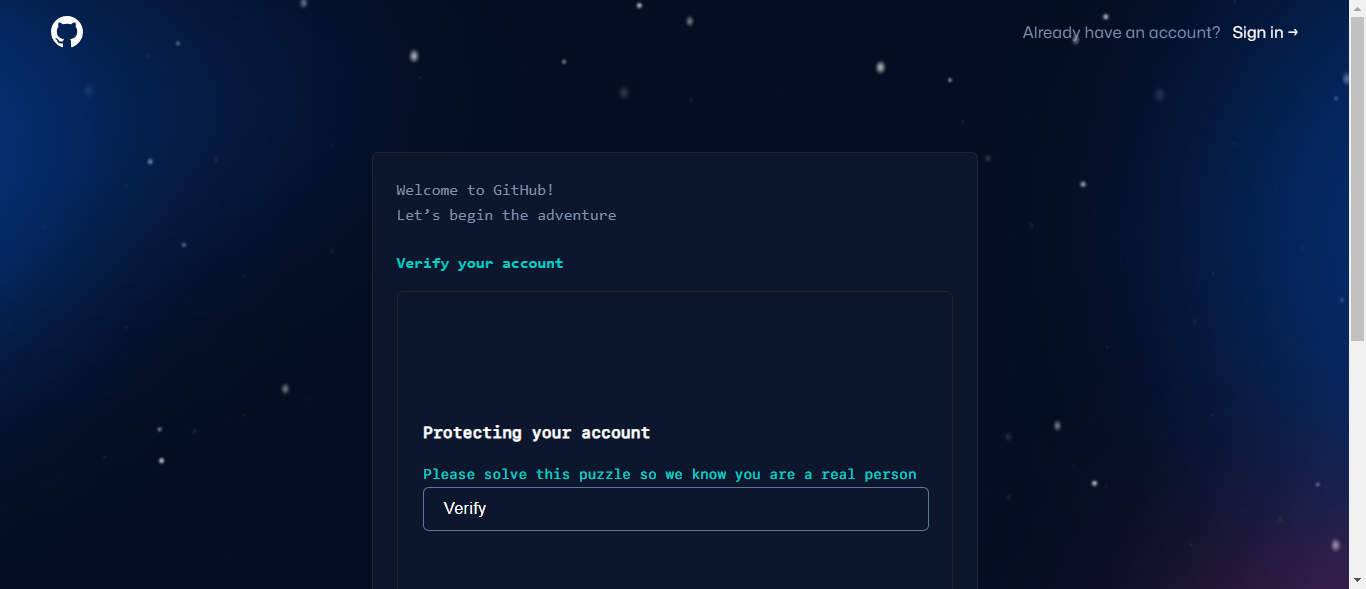 Already have an account? Sign in →
Welcome to GitHub!
Let’s begin the adventure
Verify your account
Protecting your account
Please solve this puzzle so we know you are a real person
Verify